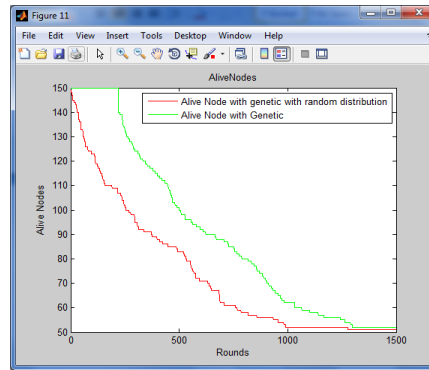 Figure 11
File Edit View Insert Tools Desktop Window Help
AliveNodes
150
140
130
120
110
100
90
80
70
60
50
Alive Nodes
Alive Node with genetic with random distribution
Alive Node with Genetic
0 500 1000 1500
Rounds